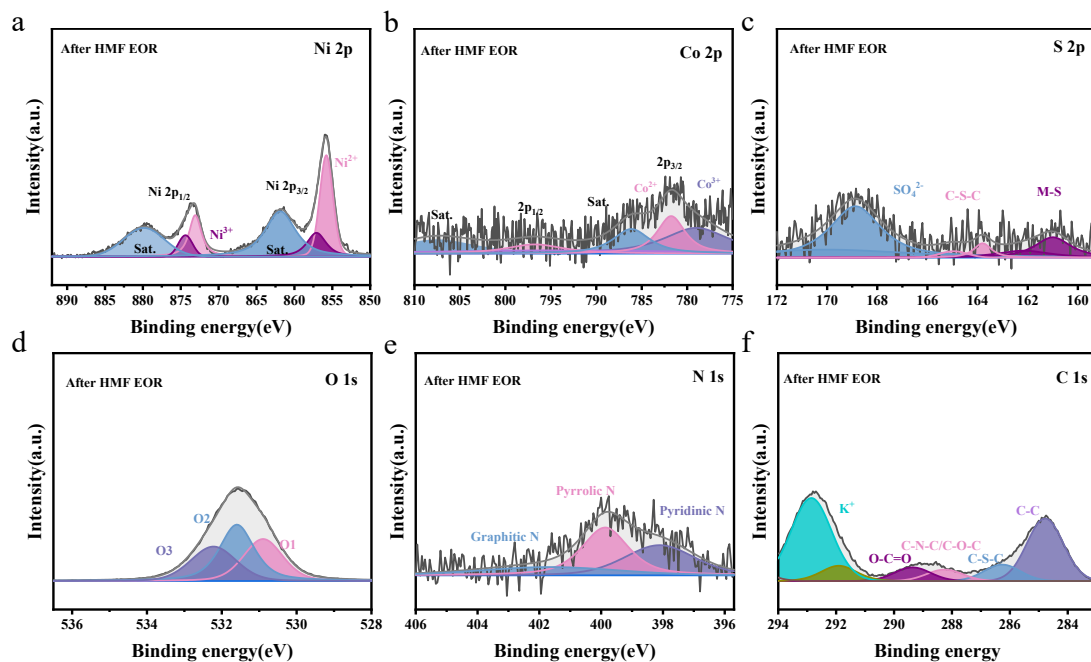 a
After HMF EOR
Ni 2p
Ni 2p1/2
Ni 2p3/2
Ni2+
Ni3+
Sat.
Sat.
890 885 880 875 870 865 860 855 850
Binding energy(eV)
Intensity(a.u.)
b
After HMF EOR
Co 2p
2p3/2
Sat.
2p1/2
Sat.
Co2+
Co3+
810 805 800 795 790 785 780 775
Binding energy(eV)
Intensity(a.u.)
c
After HMF EOR
S 2p
SO42-
C-S-C
M-S
172 170 168 166 164 162 160
Binding energy(eV)
Intensity(a.u.)
d
After HMF EOR
O 1s
O2
O3
O1
536 534 532 530 528
Binding energy(eV)
Intensity(a.u.)
e
After HMF EOR
N 1s
Pyrrolic N
Pyridinic N
Graphitic N
406 404 402 400 398 396
Binding energy(eV)
Intensity(a.u.)
f
After HMF EOR
C 1s
K+
C-C
C-N-C/C-O-C
O-C=O
C-S-C
294 292 290 288 286 284
Binding energy
Intensity(a.u.)